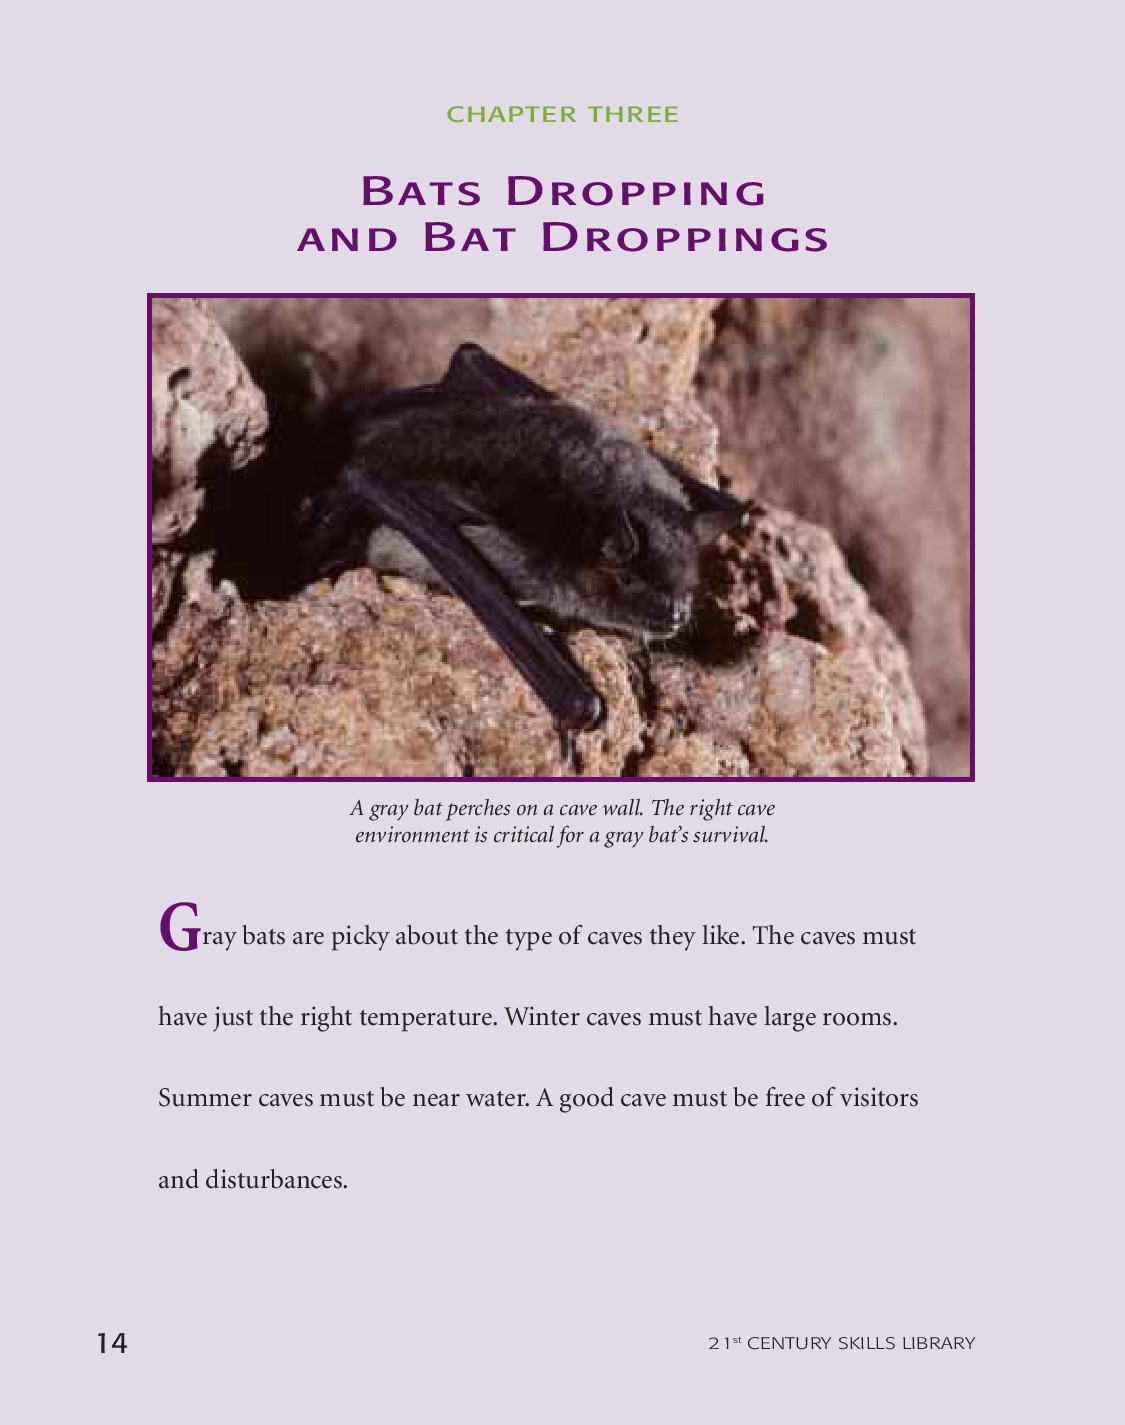 CHAPTER THREE
BATS DROPPING
AND BAT DROPPINGS
A gray bat perches on a cave wall. The right cave
environment is critical for a gray bat's survival.
Gray bats are picky about the type of caves they like. The caves must
have just the right temperature. Winter caves must have large rooms.
Summer caves must be near water. A good cave must be free of visitors
and disturbances.
14
21st CENTURY SKILLS LIBRARY